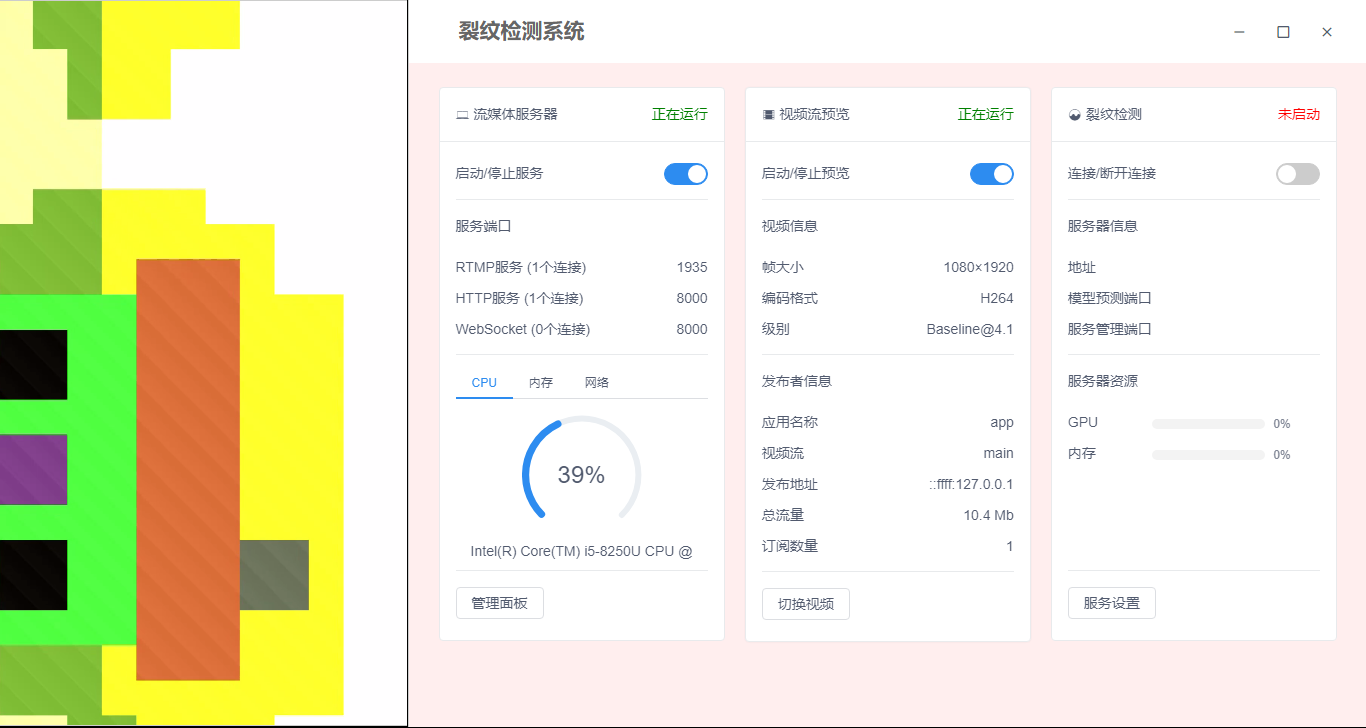 裂纹检测系统
流媒体服务器 正在运行
启动/停止服务
服务端口
RTMP服务 (1个连接) 1935
HTTP服务 (1个连接) 8000
WebSocket (0个连接) 8000
CPU 内存 网络
39%
Intel(R) Core(TM) i5-8250U CPU @
管理面板
视频流预览 正在运行
启动/停止预览
视频信息
帧大小 1080×1920
编码格式 H264
级别 Baseline@4.1
发布者信息
应用名称 app
视频流 main
发布地址 ::ffff:127.0.0.1
总流量 10.4 Mb
订阅数量 1
切换视频
裂纹检测 未启动
连接/断开连接
服务器信息
地址
模型预测端口
服务管理端口
服务器资源
GPU 0%
内存 0%
服务设置